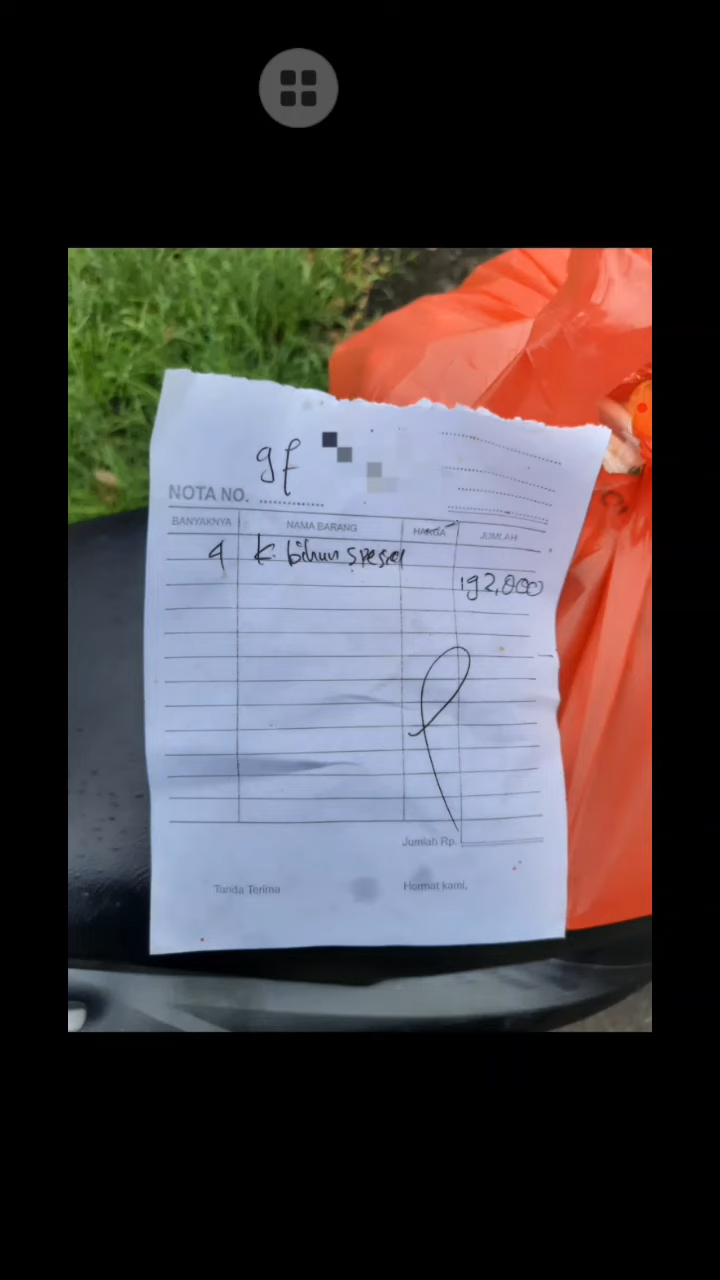 gf
NOTA NO.
BANYAKNYA NAMA BARANG HARGA JUMLAH
4 K. bihun spesial
192,000
Jumlah Rp.
Tanda Terima Hormat kami,